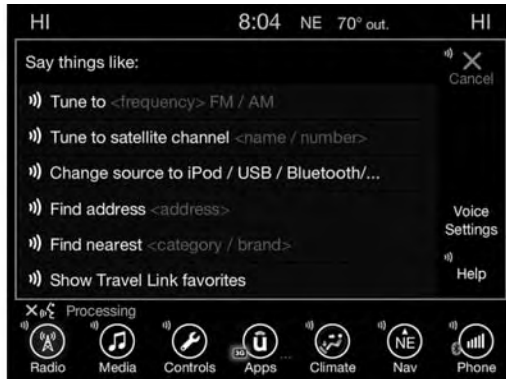 HI 8:04 NE 70° out. HI
Say things like:
Cancel
Tune to <frequency> FM / AM
Tune to satellite channel <name / number>
Change source to iPod / USB / Bluetooth/...
Find address <address>
Find nearest <category / brand>
Show Travel Link favorites
Voice
Settings
Help
Processing
3G
NE
Radio Media Controls Apps ... Climate Nav Phone